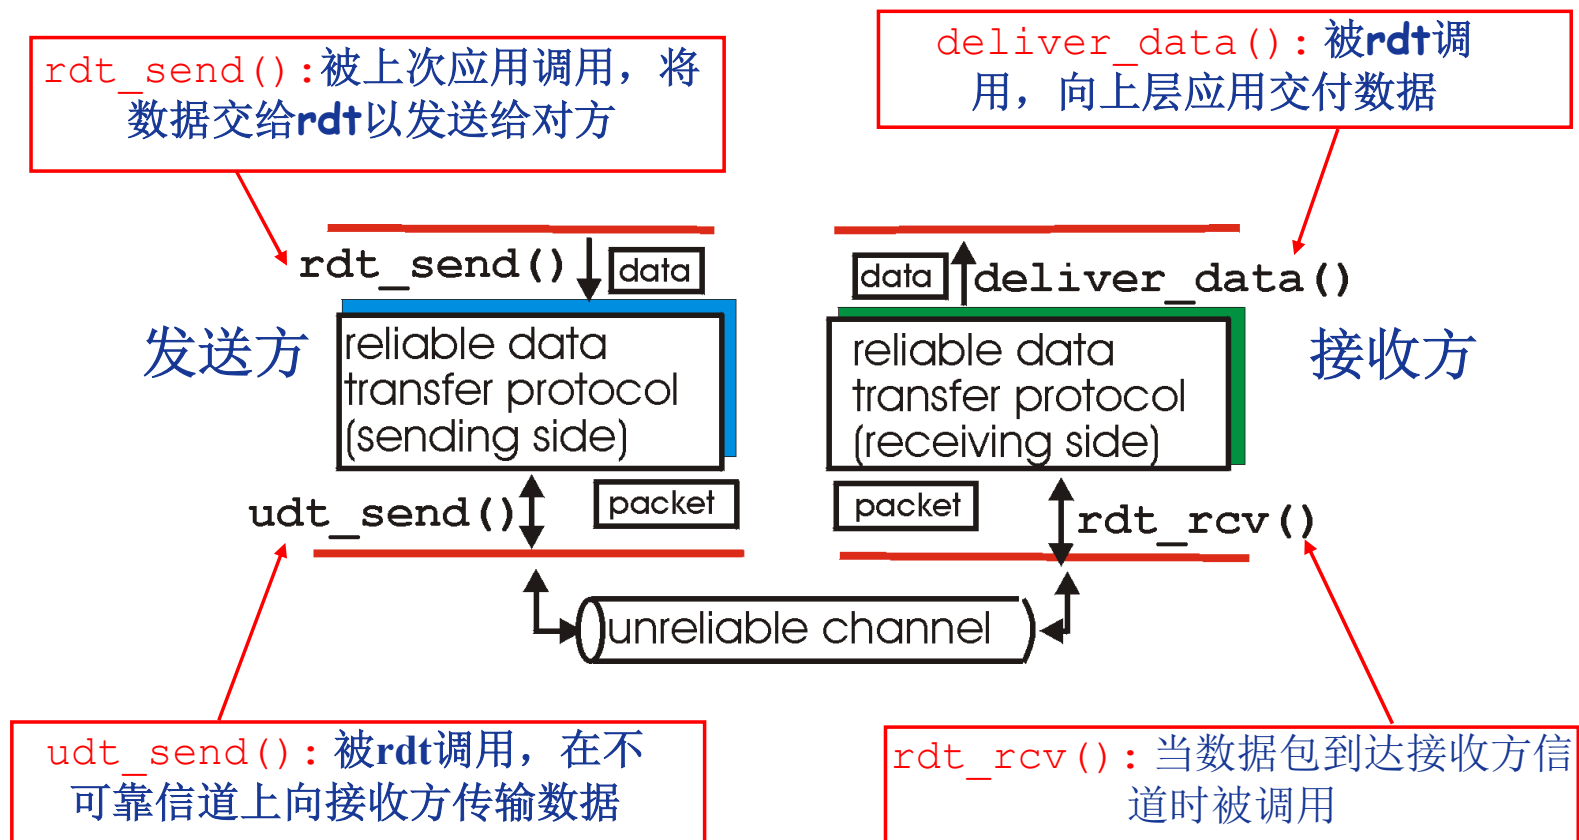 rdt_send():被上次应用调用，将
数据交给rdt以发送给对方
deliver_data(): 被rdt调
用，向上层应用交付数据
rdt_send()
data
data
deliver_data()
发送方
reliable data
transfer protocol
(sending side)
reliable data
transfer protocol
(receiving side)
接收方
udt_send()
packet
packet
rdt_rcv()
unreliable channel
udt_send(): 被rdt调用，在不
可靠信道上向接收方传输数据
rdt_rcv(): 当数据包到达接收方信
道时被调用